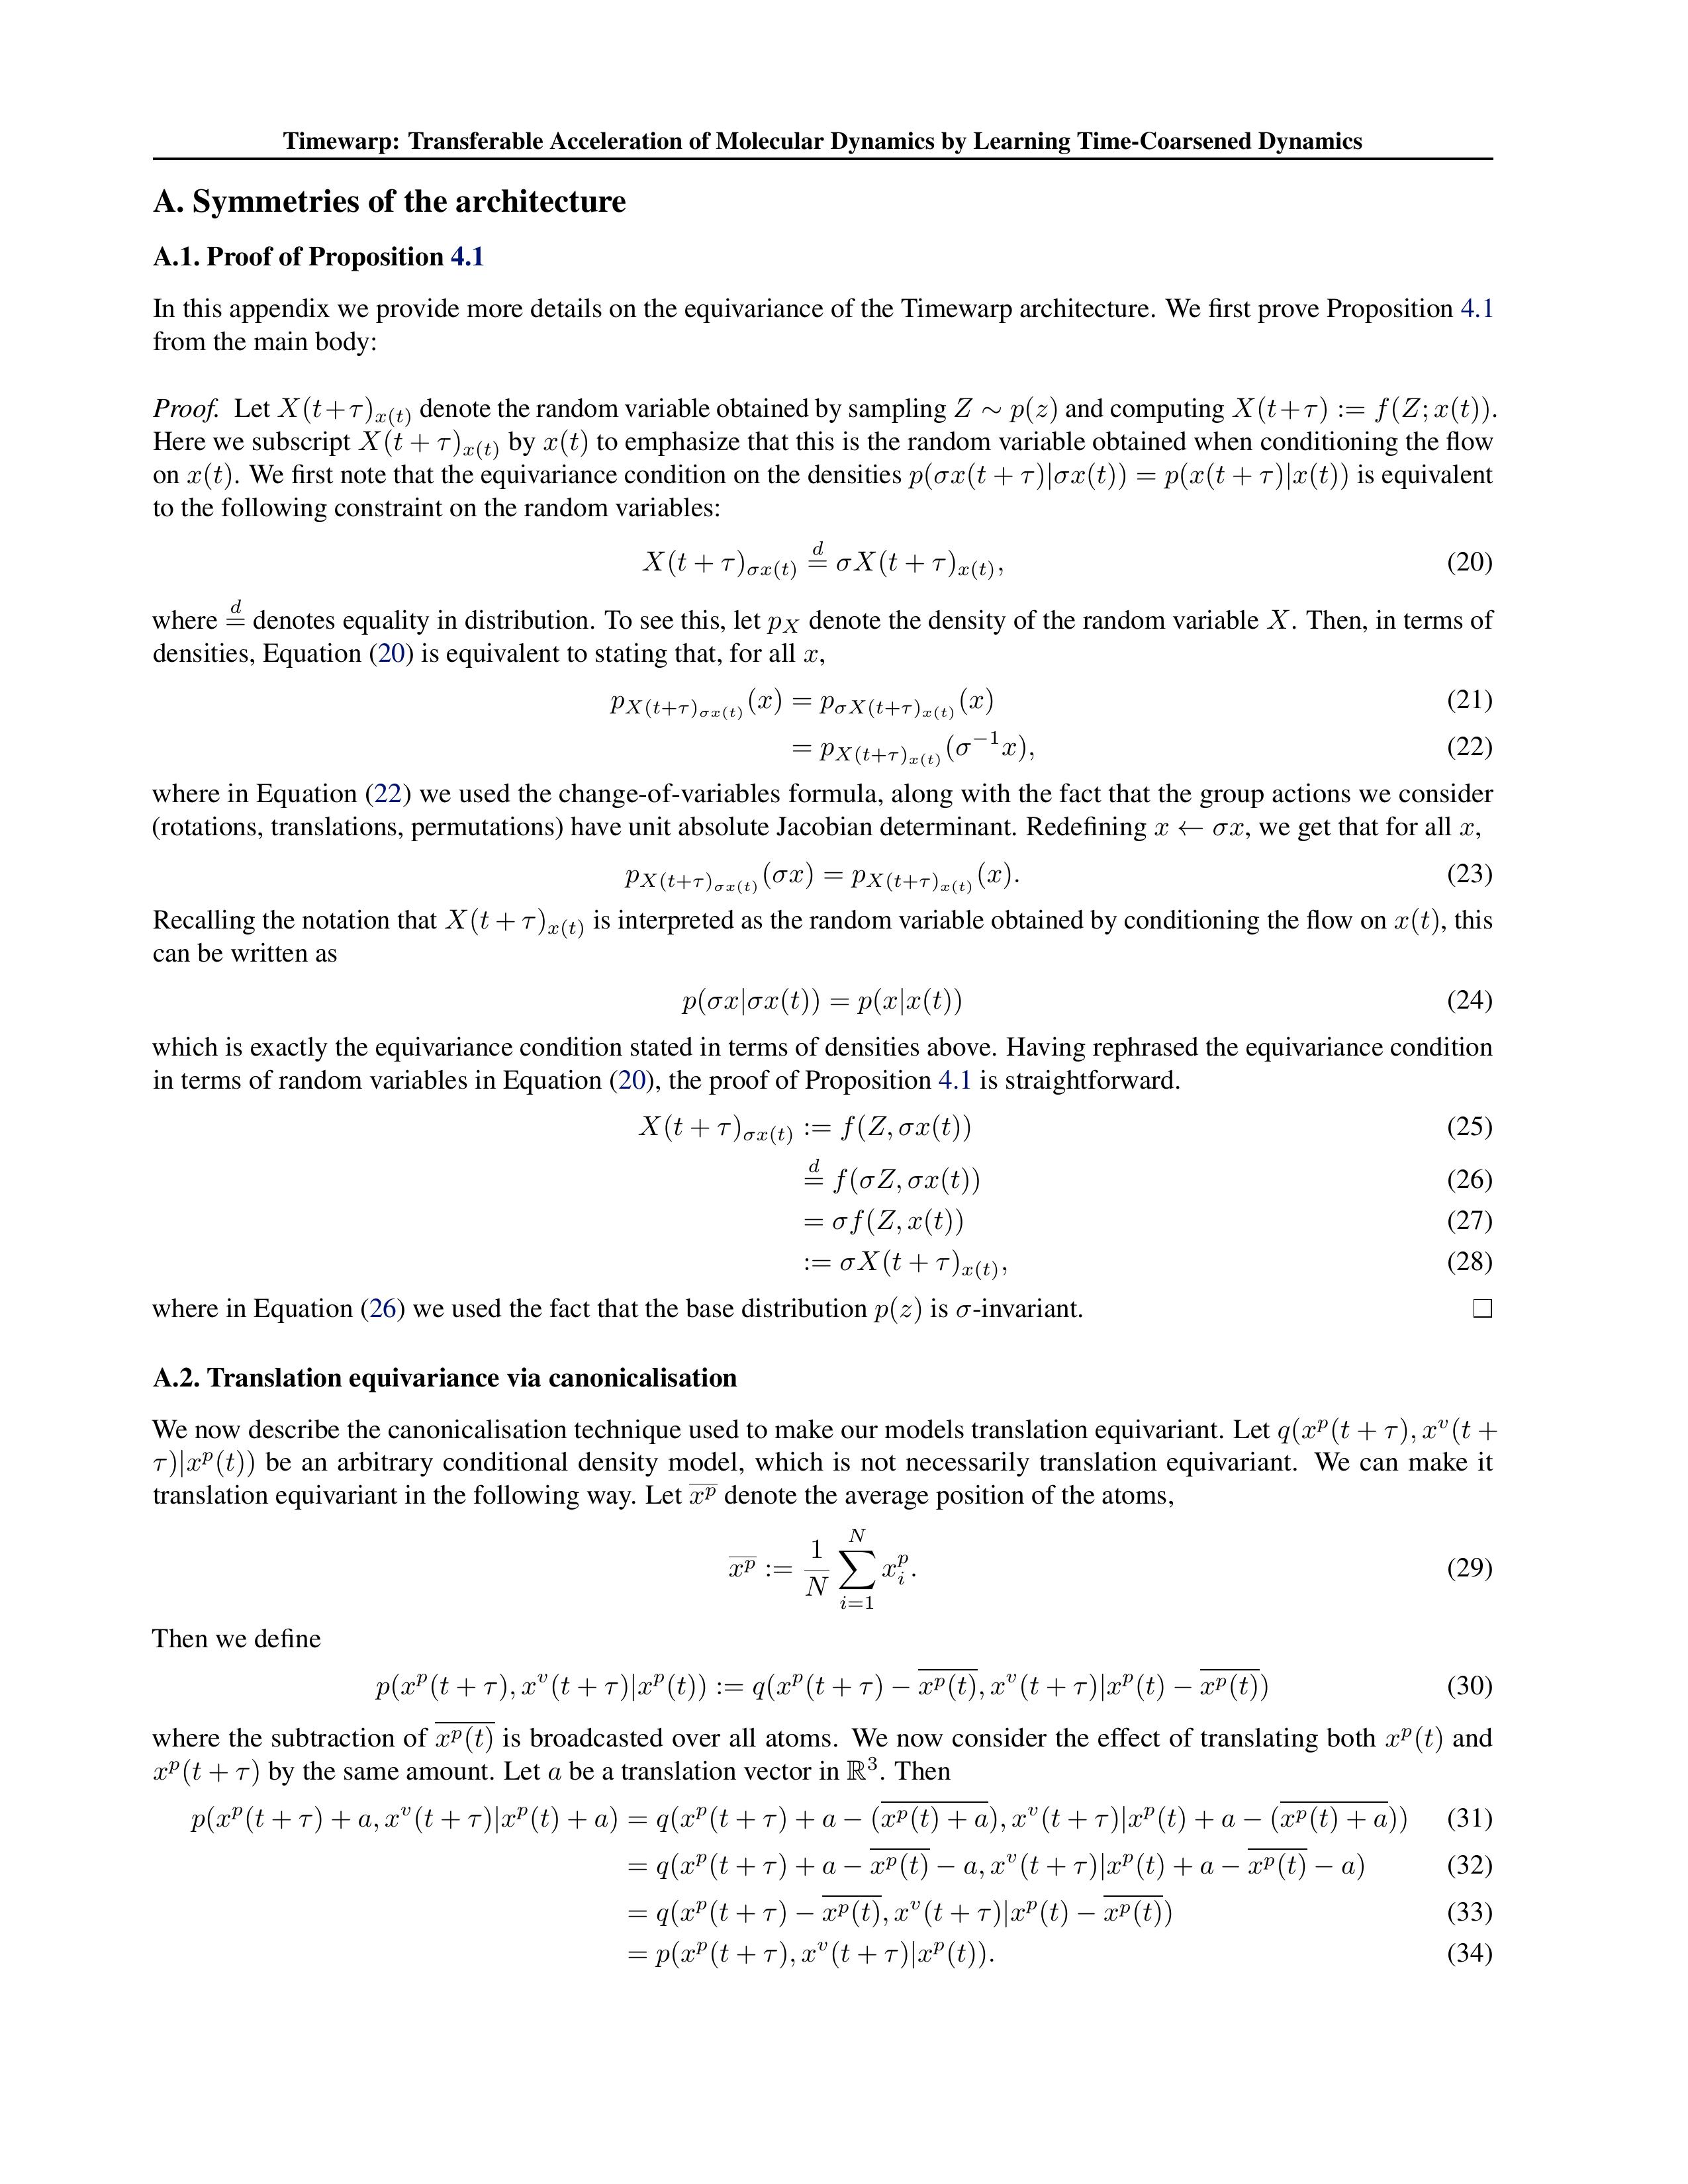 Timewarp: Transferable Acceleration of Molecular Dynamics by Learning Time-Coarsened Dynamics
A. Symmetries of the architecture
A.1. Proof of Proposition 4.1
In this appendix we provide more details on the equivariance of the Timewarp architecture. We first prove Proposition 4.1
from the main body:
Proof. Let $X(t+\tau)_{x(t)}$ denote the random variable obtained by sampling $Z \sim p(z)$ and computing $X(t+\tau) := f(Z; x(t))$.
Here we subscript $X(t+\tau)_{x(t)}$ by $x(t)$ to emphasize that this is the random variable obtained when conditioning the flow
on $x(t)$. We first note that the equivariance condition on the densities $p(\sigma x(t+\tau)|\sigma x(t)) = p(x(t+\tau)|x(t))$ is equivalent
to the following constraint on the random variables:
$X(t+\tau)_{\sigma x(t)} \overset{d}{=} \sigma X(t+\tau)_{x(t)},$ (20)
where $\overset{d}{=}$ denotes equality in distribution. To see this, let $p_X$ denote the density of the random variable $X$. Then, in terms of
densities, Equation (20) is equivalent to stating that, for all $x$,
$p_{X(t+\tau)_{\sigma x(t)}}(x) = p_{\sigma X(t+\tau)_{x(t)}}(x)$ (21)
$= p_{X(t+\tau)_{x(t)}}(\sigma^{-1}x),$ (22)
where in Equation (22) we used the change-of-variables formula, along with the fact that the group actions we consider
(rotations, translations, permutations) have unit absolute Jacobian determinant. Redefining $x \leftarrow \sigma x$, we get that for all $x$,
$p_{X(t+\tau)_{\sigma x(t)}}(\sigma x) = p_{X(t+\tau)_{x(t)}}(x).$ (23)
Recalling the notation that $X(t+\tau)_{x(t)}$ is interpreted as the random variable obtained by conditioning the flow on $x(t)$, this
can be written as
$p(\sigma x|\sigma x(t)) = p(x|x(t))$ (24)
which is exactly the equivariance condition stated in terms of densities above. Having rephrased the equivariance condition
in terms of random variables in Equation (20), the proof of Proposition 4.1 is straightforward.
$X(t+\tau)_{\sigma x(t)} := f(Z, \sigma x(t))$ (25)
$\overset{d}{=} f(\sigma Z, \sigma x(t))$ (26)
$= \sigma f(Z, x(t))$ (27)
$:= \sigma X(t+\tau)_{x(t)},$ (28)
where in Equation (26) we used the fact that the base distribution $p(z)$ is $\sigma$-invariant. □
A.2. Translation equivariance via canonicalisation
We now describe the canonicalisation technique used to make our models translation equivariant. Let $q(x^p(t+\tau), x^v(t+$
$\tau)|x^p(t))$ be an arbitrary conditional density model, which is not necessarily translation equivariant. We can make it
translation equivariant in the following way. Let $\overline{x^p}$ denote the average position of the atoms,
$\overline{x^p} := \frac{1}{N} \sum_{i=1}^{N} x_i^p.$ (29)
Then we define
$p(x^p(t+\tau), x^v(t+\tau)|x^p(t)) := q(x^p(t+\tau) - \overline{x^p(t)}, x^v(t+\tau)|x^p(t) - \overline{x^p(t)})$ (30)
where the subtraction of $\overline{x^p(t)}$ is broadcasted over all atoms. We now consider the effect of translating both $x^p(t)$ and
$x^p(t+\tau)$ by the same amount. Let $a$ be a translation vector in $\mathbb{R}^3$. Then
$p(x^p(t+\tau) + a, x^v(t+\tau)|x^p(t) + a) = q(x^p(t+\tau) + a - (\overline{x^p(t) + a}), x^v(t+\tau)|x^p(t) + a - (\overline{x^p(t) + a}))$ (31)
$= q(x^p(t+\tau) + a - \overline{x^p(t)} - a, x^v(t+\tau)|x^p(t) + a - \overline{x^p(t)} - a)$ (32)
$= q(x^p(t+\tau) - \overline{x^p(t)}, x^v(t+\tau)|x^p(t) - \overline{x^p(t)})$ (33)
$= p(x^p(t+\tau), x^v(t+\tau)|x^p(t)).$ (34)